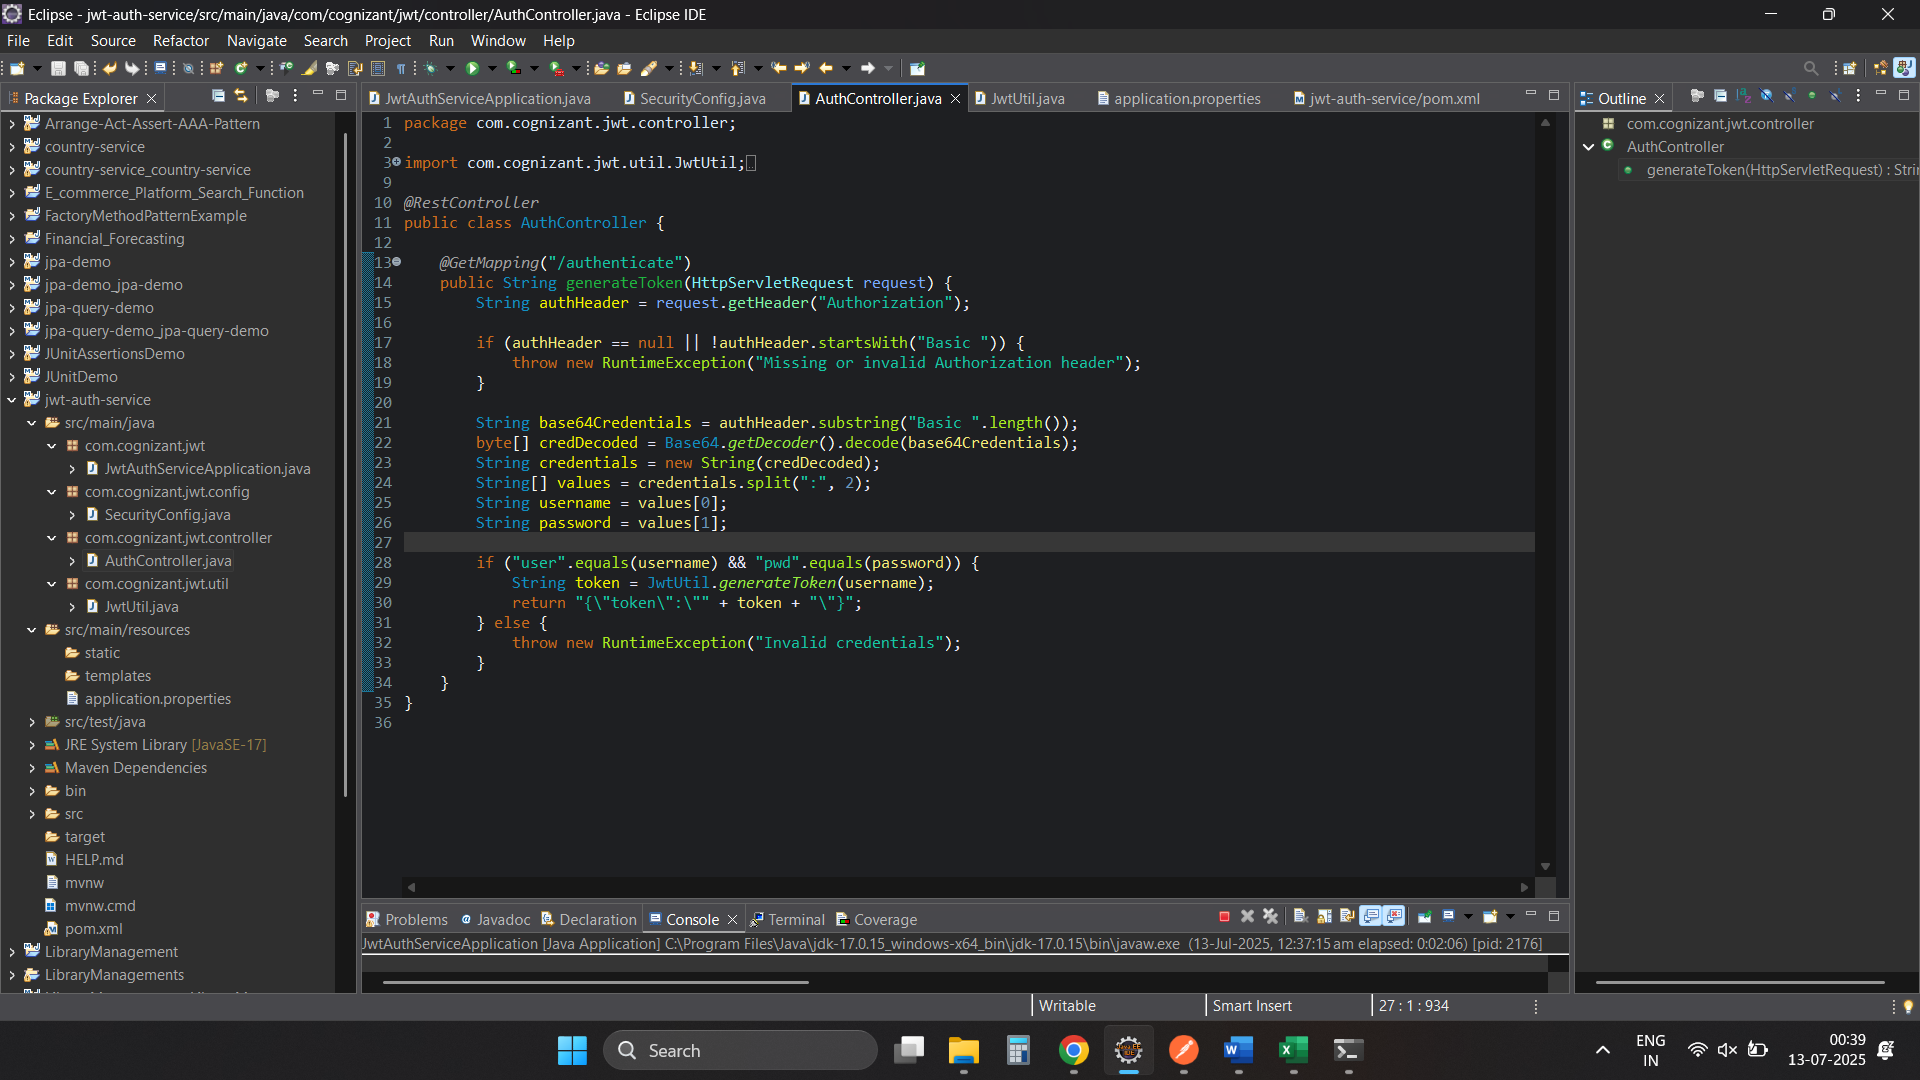 Eclipse - jwt-auth-service/src/main/java/com/cognizant/jwt/controller/AuthController.java - Eclipse IDE
File Edit Source Refactor Navigate Search Project Run Window Help
Package Explorer
Arrange-Act-Assert-AAA-Pattern
country-service
country-service_country-service
E_commerce_Platform_Search_Function
FactoryMethodPatternExample
Financial_Forecasting
jpa-demo
jpa-demo_jpa-demo
jpa-query-demo
jpa-query-demo_jpa-query-demo
JUnitAssertionsDemo
JUnitDemo
jwt-auth-service
src/main/java
com.cognizant.jwt
JwtAuthServiceApplication.java
com.cognizant.jwt.config
SecurityConfig.java
com.cognizant.jwt.controller
AuthController.java
com.cognizant.jwt.util
JwtUtil.java
src/main/resources
static
templates
application.properties
src/test/java
JRE System Library [JavaSE-17]
Maven Dependencies
bin
src
target
HELP.md
mvnw
mvnw.cmd
pom.xml
LibraryManagement
LibraryManagements
JwtAuthServiceApplication.java SecurityConfig.java AuthController.java JwtUtil.java application.properties jwt-auth-service/pom.xml
1 package com.cognizant.jwt.controller;
2
3 import com.cognizant.jwt.util.JwtUtil;
9
10 @RestController
11 public class AuthController {
12
13 @GetMapping("/authenticate")
14 public String generateToken(HttpServletRequest request) {
15 String authHeader = request.getHeader("Authorization");
16
17 if (authHeader == null || !authHeader.startsWith("Basic ")) {
18 throw new RuntimeException("Missing or invalid Authorization header");
19 }
20
21 String base64Credentials = authHeader.substring("Basic ".length());
22 byte[] credDecoded = Base64.getDecoder().decode(base64Credentials);
23 String credentials = new String(credDecoded);
24 String[] values = credentials.split(":", 2);
25 String username = values[0];
26 String password = values[1];
27
28 if ("user".equals(username) && "pwd".equals(password)) {
29 String token = JwtUtil.generateToken(username);
30 return "{\"token\":\"" + token + "\"}";
31 } else {
32 throw new RuntimeException("Invalid credentials");
33 }
34 }
35 }
36
Outline
com.cognizant.jwt.controller
AuthController
generateToken(HttpServletRequest) : Stri
Problems Javadoc Declaration Console Terminal Coverage
JwtAuthServiceApplication [Java Application] C:\Program Files\Java\jdk-17.0.15_windows-x64_bin\jdk-17.0.15\bin\javaw.exe (13-Jul-2025, 12:37:15 am elapsed: 0:02:06) [pid: 2176]
Writable Smart Insert 27 : 1 : 934
Search
ENG
IN
00:39
13-07-2025